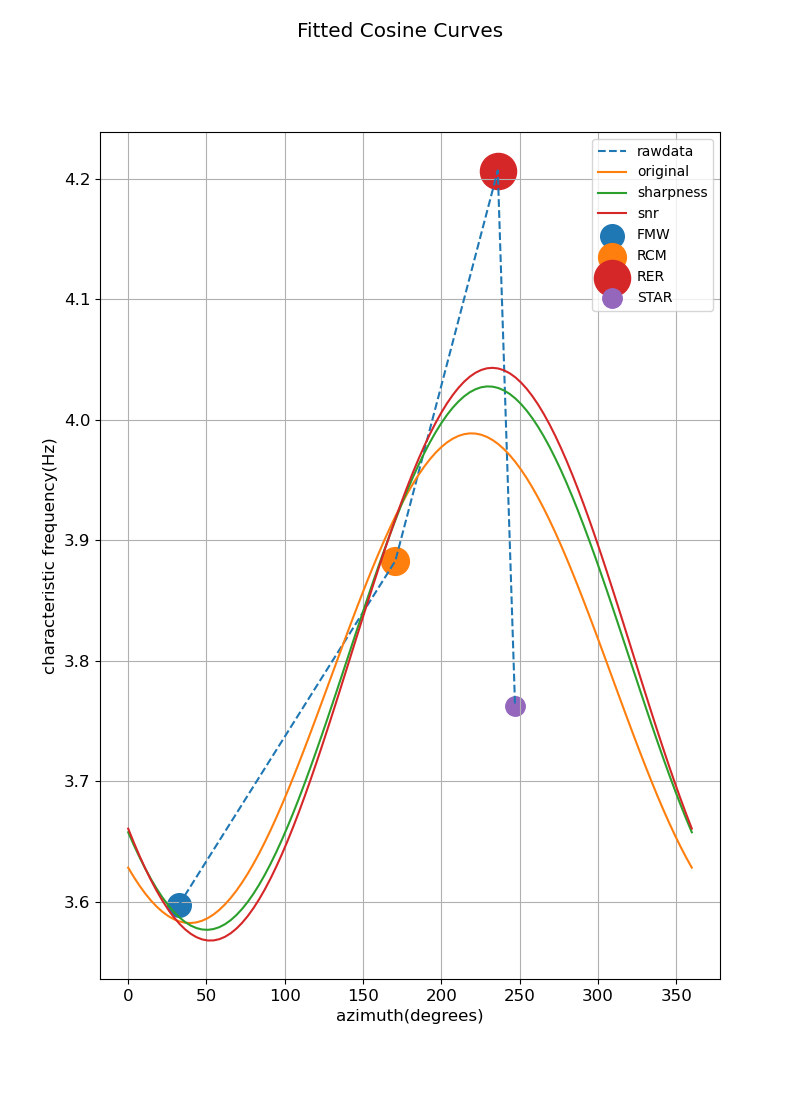 Fitted Cosine Curves
rawdata
original
sharpness
snr
FMW
RCM
RER
STAR
4.2
4.1
4.0
3.9
3.8
3.7
3.6
characteristic frequency(Hz)
0 50 100 150 200 250 300 350
azimuth(degrees)